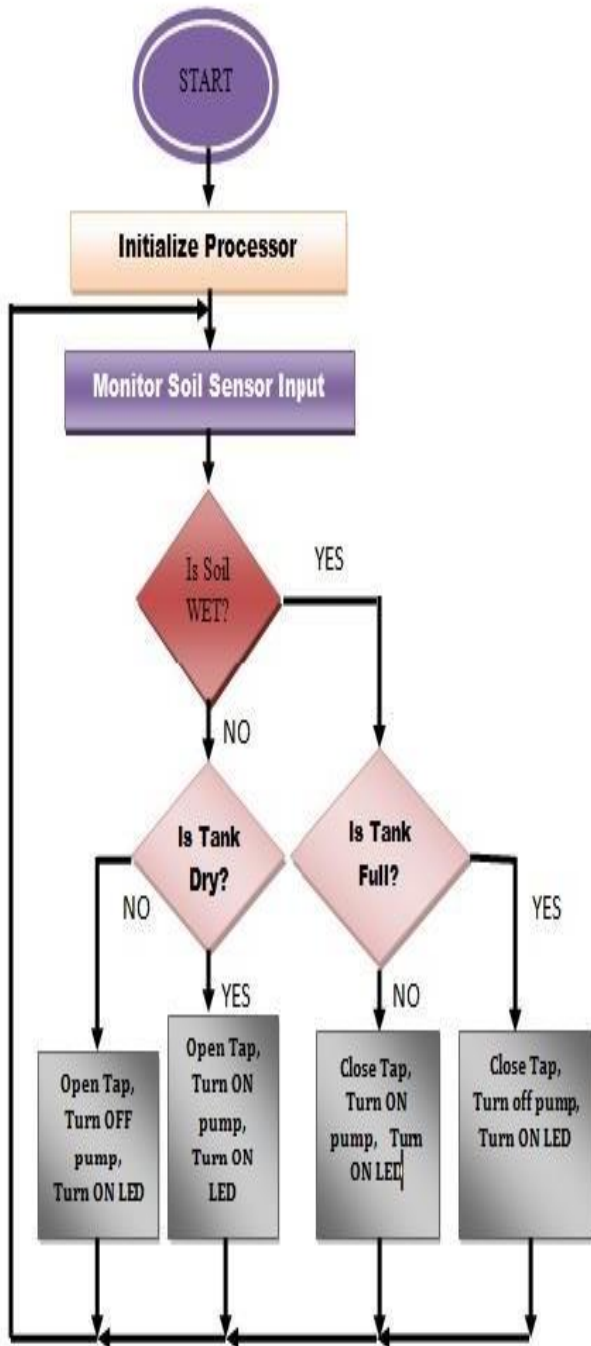 START
Initialize Processor
Monitor Soil Sensor Input
Is Soil
WET?
YES
NO
Is Tank
Dry?
Is Tank
Full?
NO
YES
YES
NO
Open Tap,
Turn OFF
pump,
Turn ON LED
Open Tap,
Turn ON
pump,
Turn ON
LED
Close Tap,
Turn ON
pump, Turn
ON LED
Close Tap,
Turn off pump,
Turn ON LED